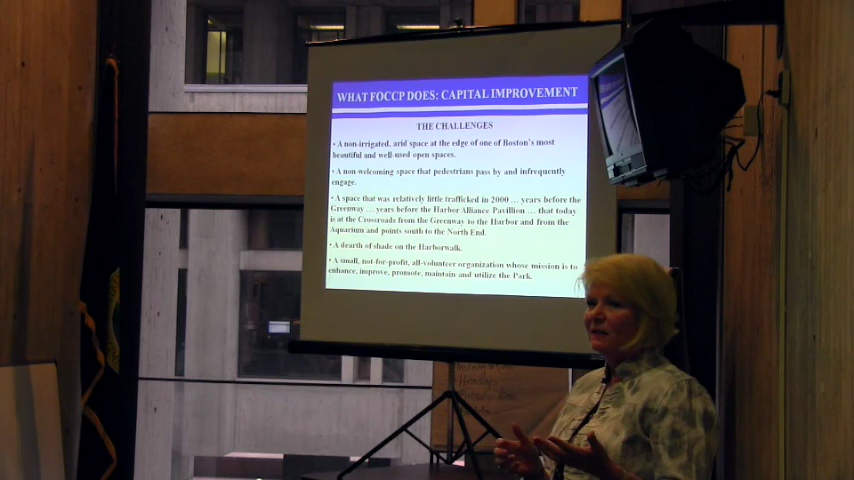 WHAT FOCCP DOES: CAPITAL IMPROVEMENT
THE CHALLENGES
• A non-irrigated, arid space at the edge of one of Boston's most
beautiful and well-used open spaces.
• A non-welcoming space that pedestrians pass by and infrequently
engage.
• A space that was relatively little trafficked in 2000 … years before the
Greenway … years before the Harbor Alliance Pavillion … that today
is at the Crossroads from the Greenway to the Harbor and from the
Aquarium and points south to the North End.
• A dearth of shade on the Harborwalk.
• A small, not-for-profit, all-volunteer organization whose mission is to
enhance, improve, promote, maintain and utilize the Park.